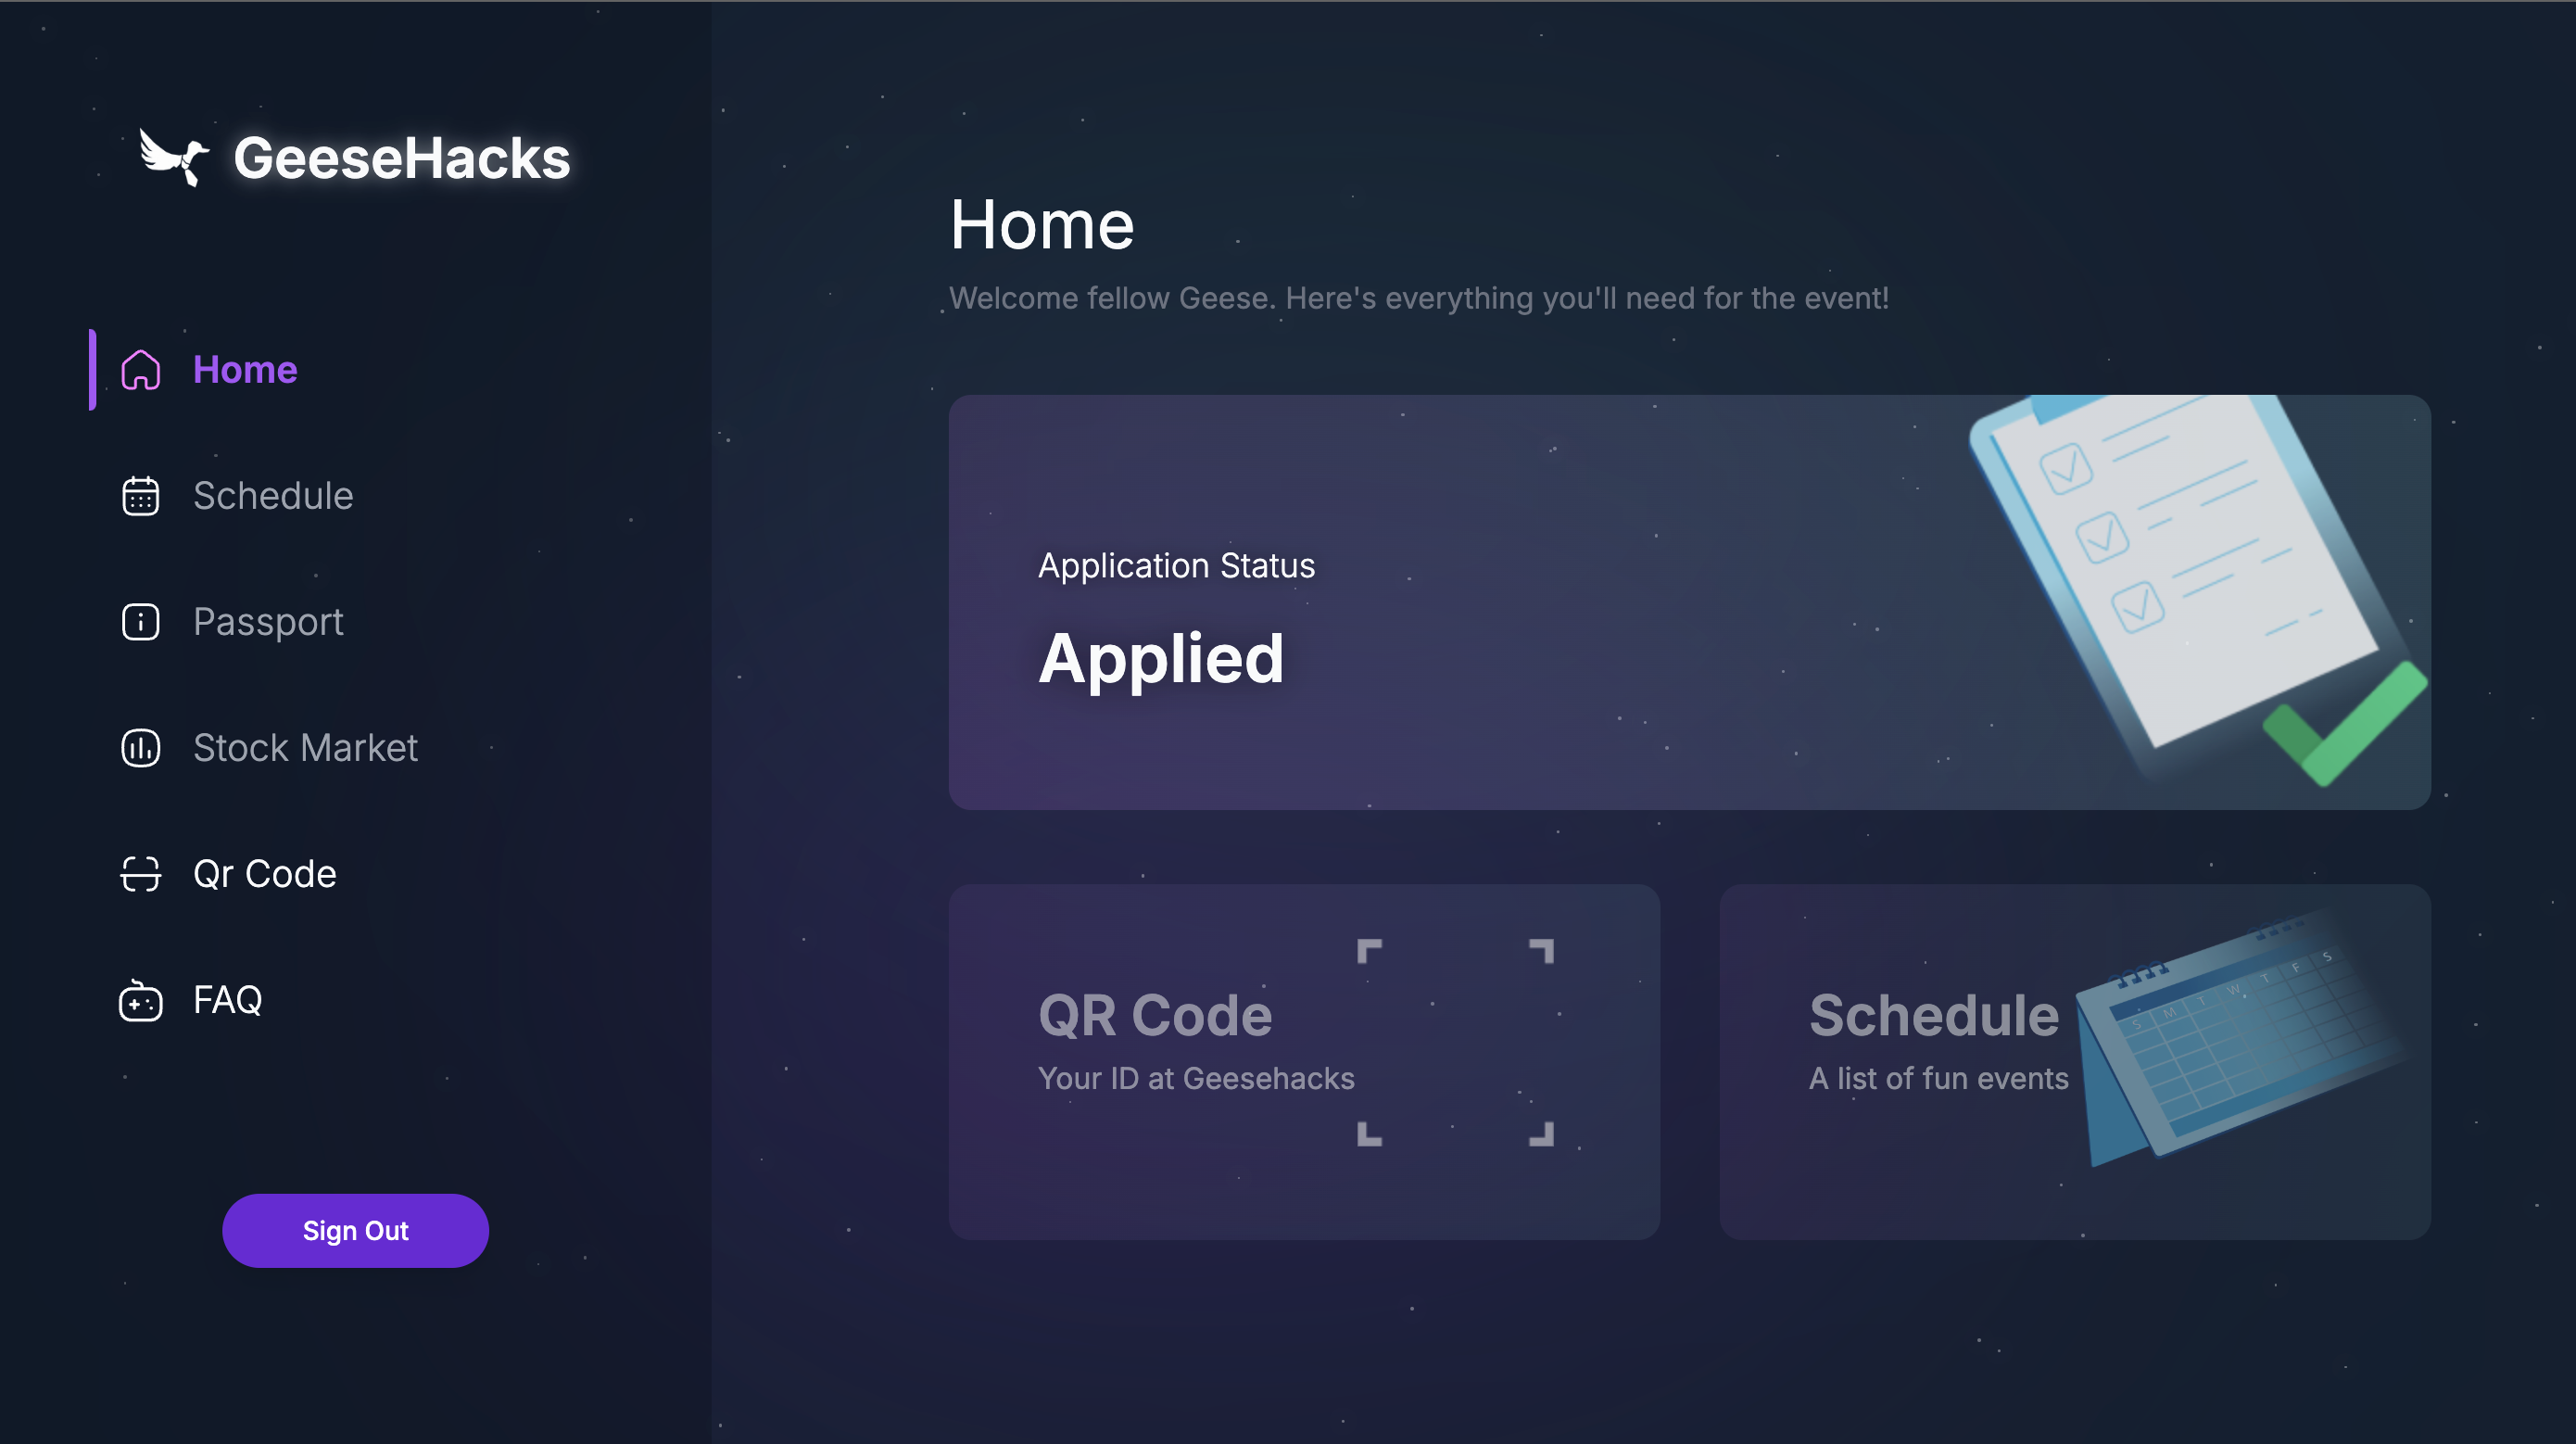 GeeseHacks
Home
Schedule
Passport
Stock Market
Qr Code
FAQ
Sign Out
Home
Welcome fellow Geese. Here's everything you'll need for the event!
Application Status
Applied
QR Code
Your ID at Geesehacks
Schedule
A list of fun events
S M T W T F S